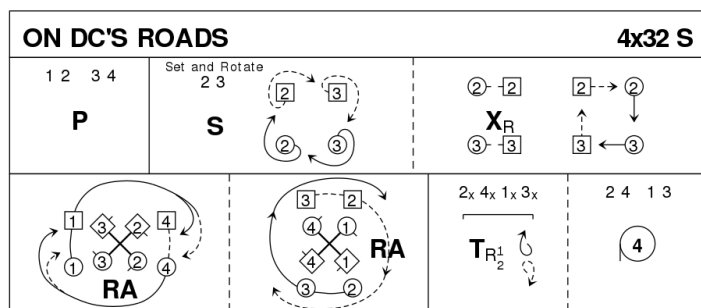 ON DC'S ROADS 4x32 S
1 2 3 4
P
Set and Rotate
2 3
S
2 3
2 3
2 2 2 2
X R
3 3 3 3
1 3 2 4
1 3 2 4
RA
3 2
4 1
RA
4 1
3 2
2x 4x 1x 3x
T R 1/2
2 4 1 3
4